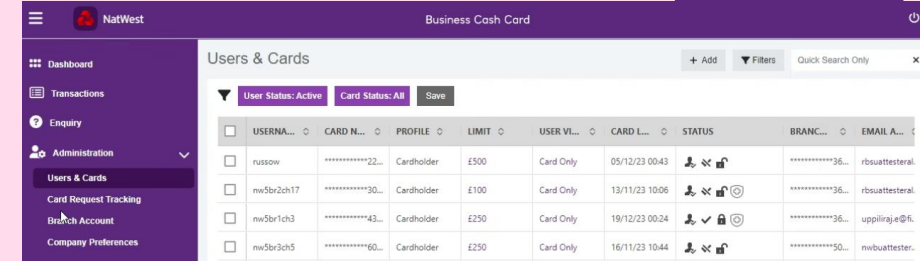 NatWest
Business Cash Card
Dashboard
Transactions
Enquiry
Administration
Users & Cards
Card Request Tracking
Branch Account
Company Preferences
Users & Cards
+ Add
Filters
Quick Search Only
User Status: Active
Card Status: All
Save
USERNA... CARD N... PROFILE LIMIT USER VI... CARD L... STATUS BRANC... EMAIL A...
russow ************22... Cardholder £500 Card Only 05/12/23 00:43 ************36... rbsuattesteral.
nw5br2ch17 ************30... Cardholder £100 Card Only 13/11/23 10:06 ************36... rbsuattesteral.
nw5br1ch3 ************43... Cardholder £250 Card Only 19/12/23 00:24 ************36... uppiliraj.e@fi.
nw5br3ch5 ************60... Cardholder £250 Card Only 16/11/23 10:44 ************50... nwbuattester..